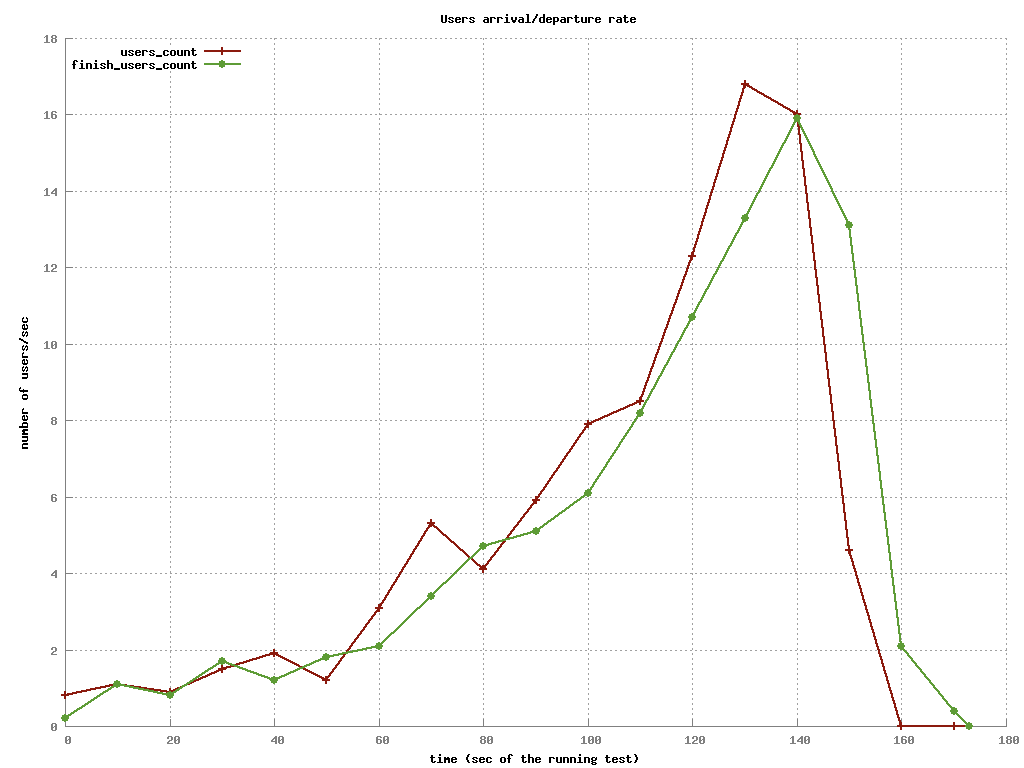 Users arrival/departure rate
users_count
finish_users_count
number of users/sec
18
16
14
12
10
8
6
4
2
0
0 20 40 60 80 100 120 140 160 180
time (sec of the running test)